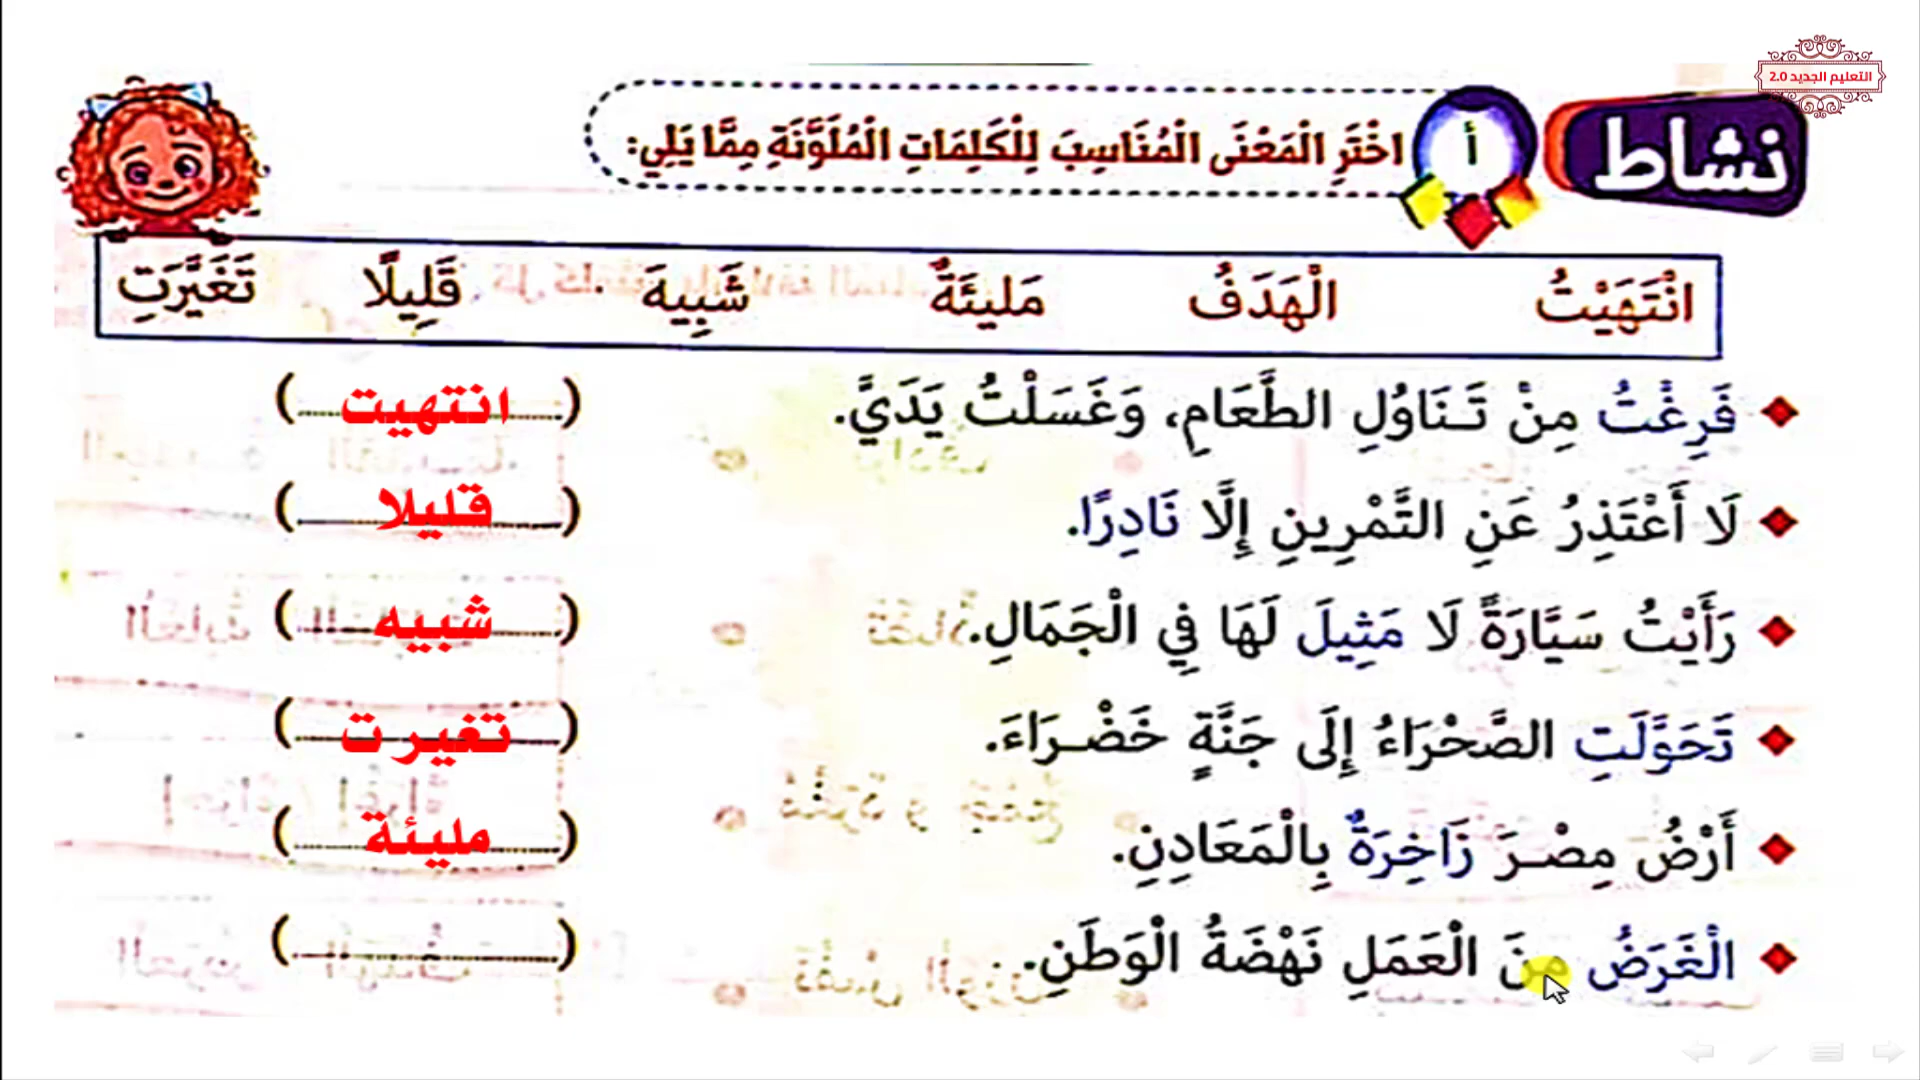 التعليم الجديد 2.0
نشاط
أ
اخْتَرِ الْمَعْنَى الْمُنَاسِبَ لِلْكَلِمَاتِ الْمُلَوَّنَةِ مِمَّا يَلِي:
انْتَهَيْتُ الْهَدَفُ مَلِيئَةٌ شَبِيهَ قَلِيلًا تَغَيَّرَتِ
فَرِغْتُ مِنْ تَنَاوُلِ الطَّعَامِ، وَغَسَلْتُ يَدَيَّ. (انتهيت)
لَا أَعْتَذِرُ عَنِ التَّمْرِينِ إِلَّا نَادِرًا. (قليلا)
رَأَيْتُ سَيَّارَةً لَا مَثِيلَ لَهَا فِي الْجَمَالِ. (شبيه)
تَحَوَّلَتِ الصَّحْرَاءُ إِلَى جَنَّةٍ خَضْرَاءَ. (تغيرت)
أَرْضُ مِصْرَ زَاخِرَةٌ بِالْمَعَادِنِ. (مليئة)
الْغَرَضُ مِنَ الْعَمَلِ نَهْضَةُ الْوَطَنِ. (..........)